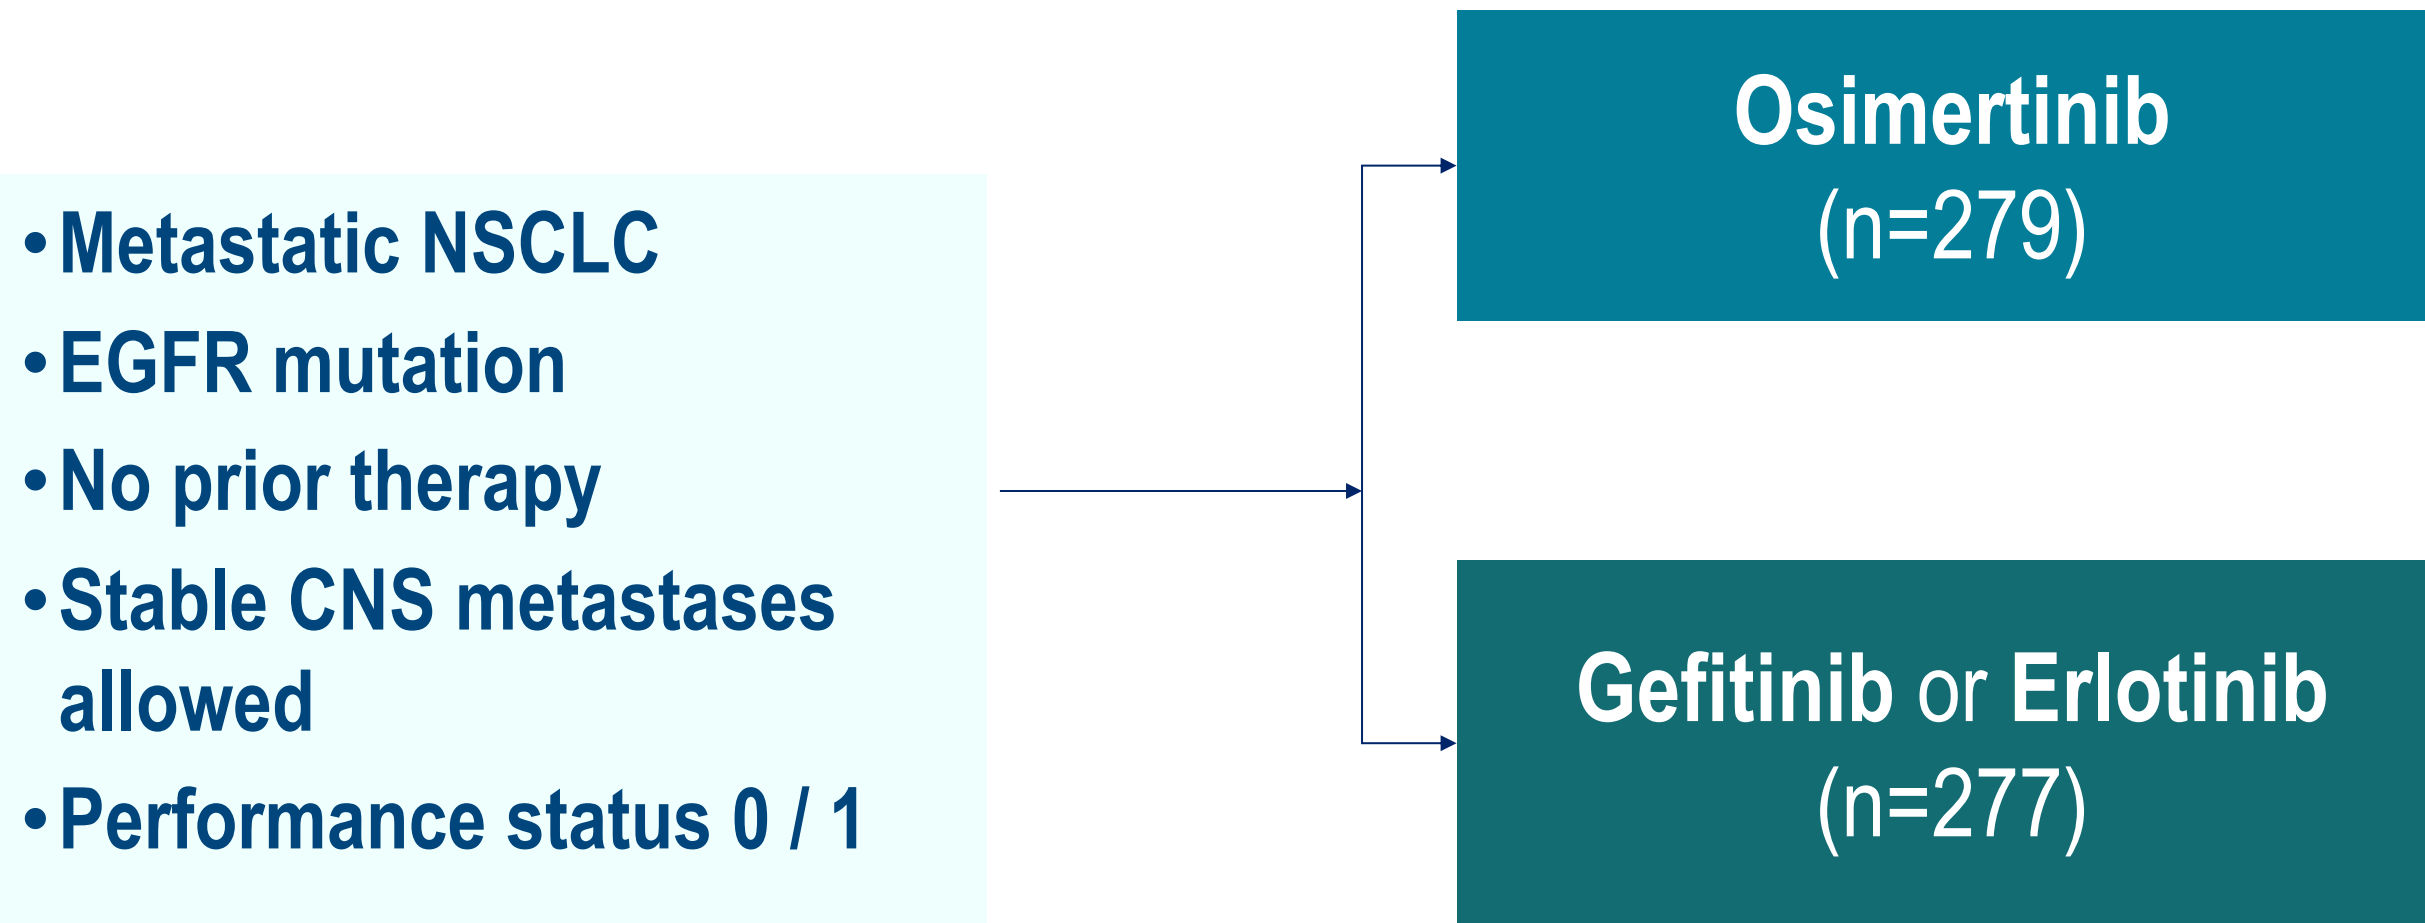 • Metastatic NSCLC
• EGFR mutation
• No prior therapy
• Stable CNS metastases
allowed
• Performance status 0 / 1
Osimertinib
(n=279)
Gefitinib or Erlotinib
(n=277)